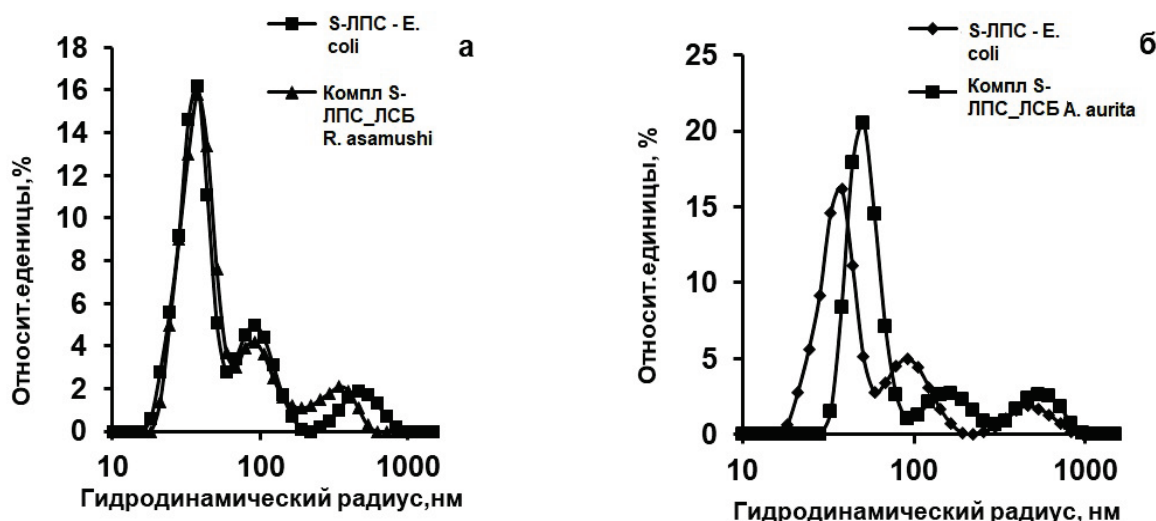 S-ЛПС - E.
coli
Компл S-
ЛПС_ЛСБ
R. asamushi
а
Относит.еденицы,%
18
16
14
12
10
8
6
4
2
0
10
100
1000
Гидродинамический радиус,нм
S-ЛПС - E.
coli
Компл S-
ЛПС_ЛСБ A. aurita
б
Относит.единицы, %
25
20
15
10
5
0
10
100
1000
Гидродинамический радиус, нм